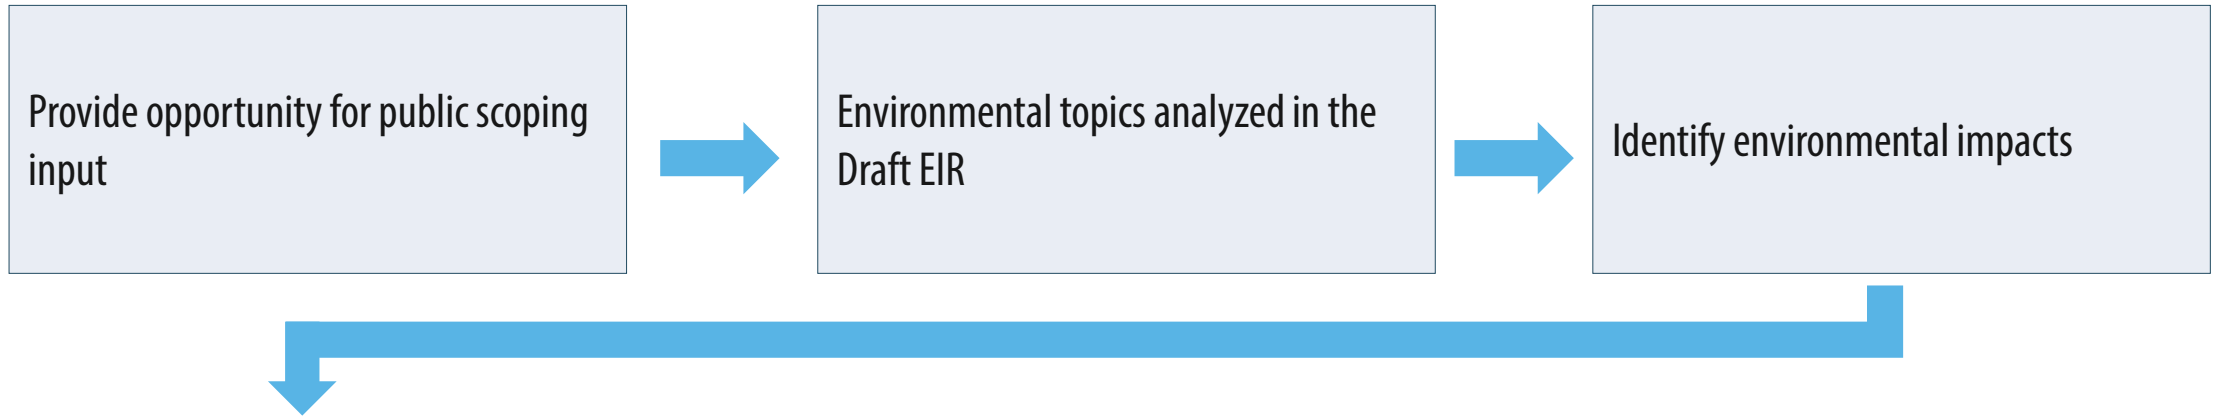 Provide opportunity for public scoping
input
Environmental topics analyzed in the
Draft EIR
Identify environmental impacts